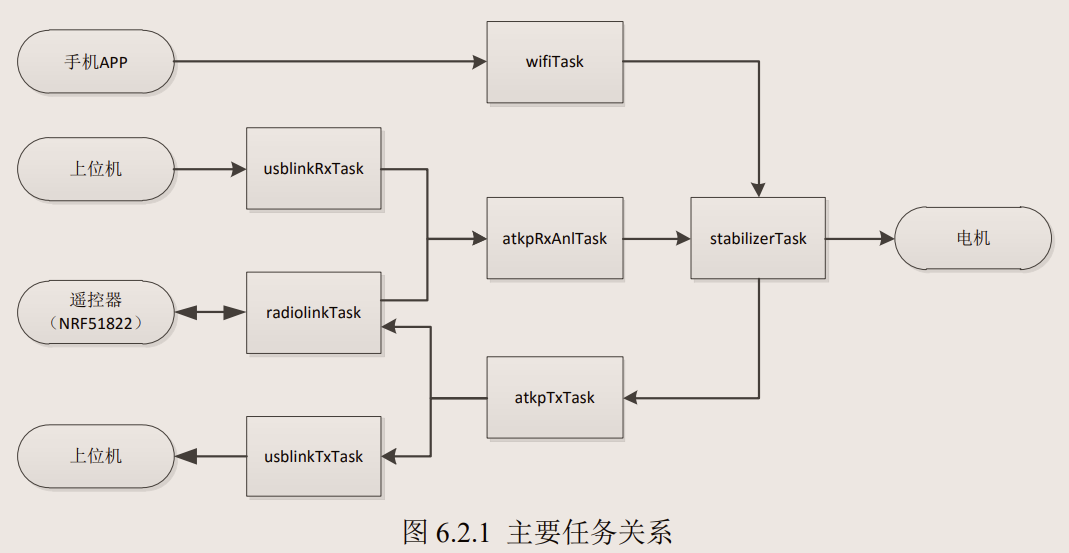 手机APP
wifiTask
上位机
usblinkRxTask
atkpRxAnlTask
stabilizerTask
电机
遥控器
（NRF51822）
radiolinkTask
atkpTxTask
上位机
usblinkTxTask
图 6.2.1 主要任务关系